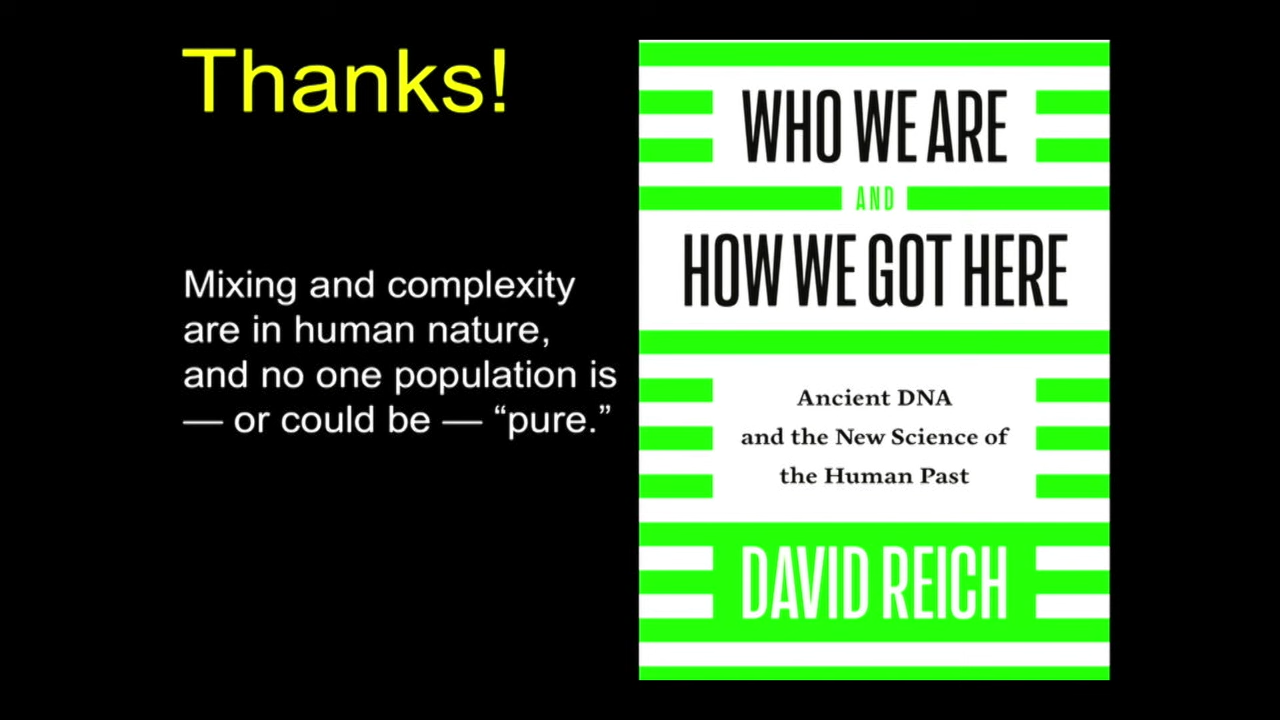 Thanks!
Mixing and complexity
are in human nature,
and no one population is
— or could be — “pure.”
WHO WE ARE
AND
HOW WE GOT HERE
Ancient DNA
and the New Science of
the Human Past
DAVID REICH